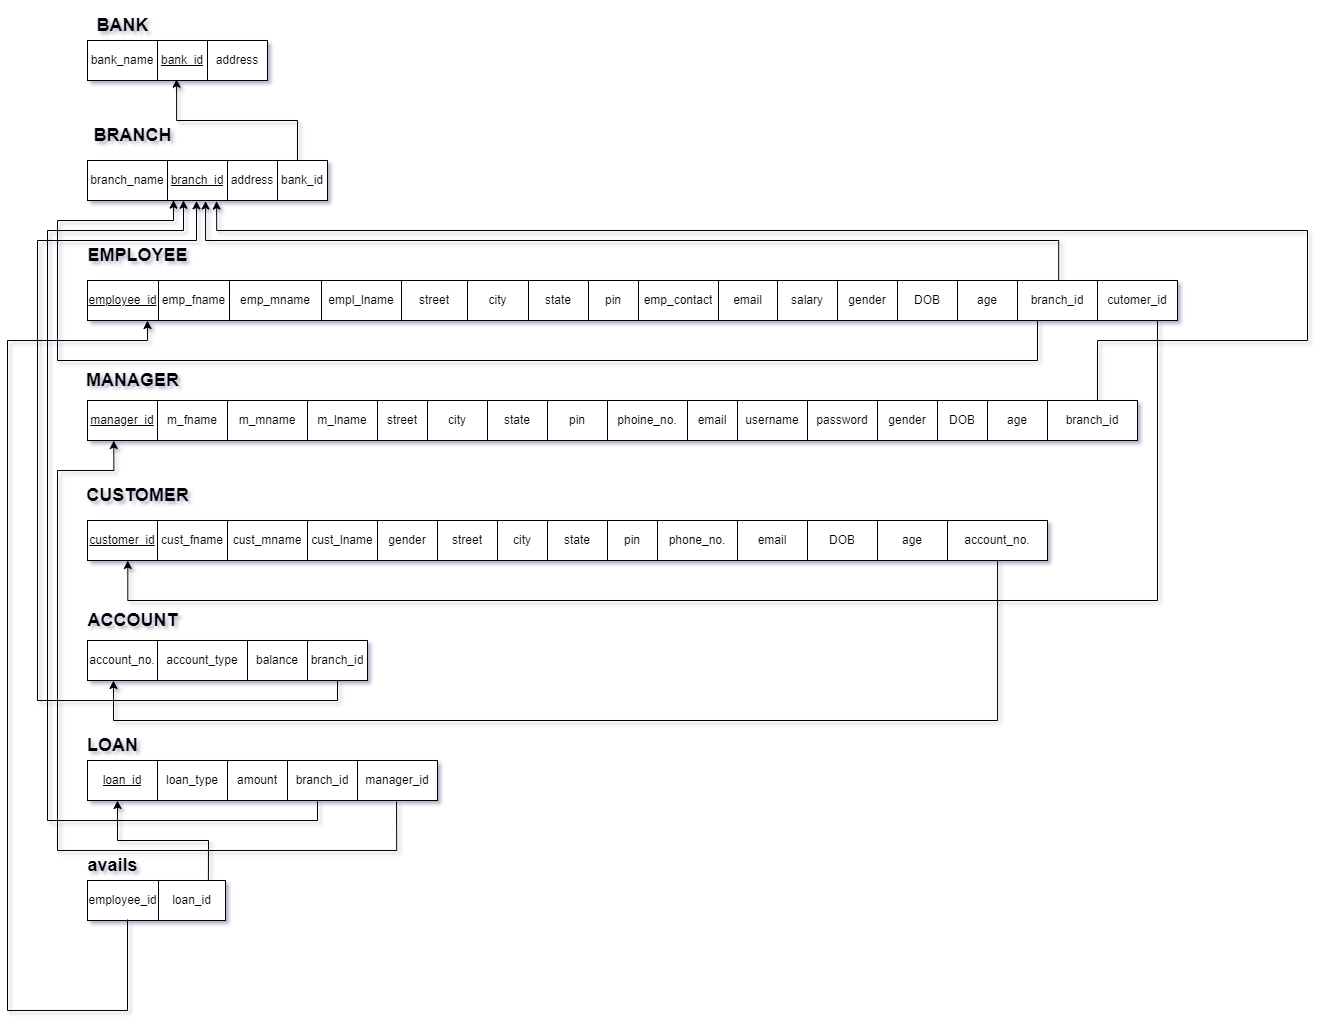 BANK
bank_name bank_id address
BRANCH
branch_name branch_id address bank_id
EMPLOYEE
employee_id emp_fname emp_mname empl_lname street city state pin emp_contact email salary gender DOB age branch_id cutomer_id
MANAGER
manager_id m_fname m_mname m_lname street city state pin phoine_no. email username password gender DOB age branch_id
CUSTOMER
customer_id cust_fname cust_mname cust_lname gender street city state pin phone_no. email DOB age account_no.
ACCOUNT
account_no. account_type balance branch_id
LOAN
loan_id loan_type amount branch_id manager_id
avails
employee_id loan_id